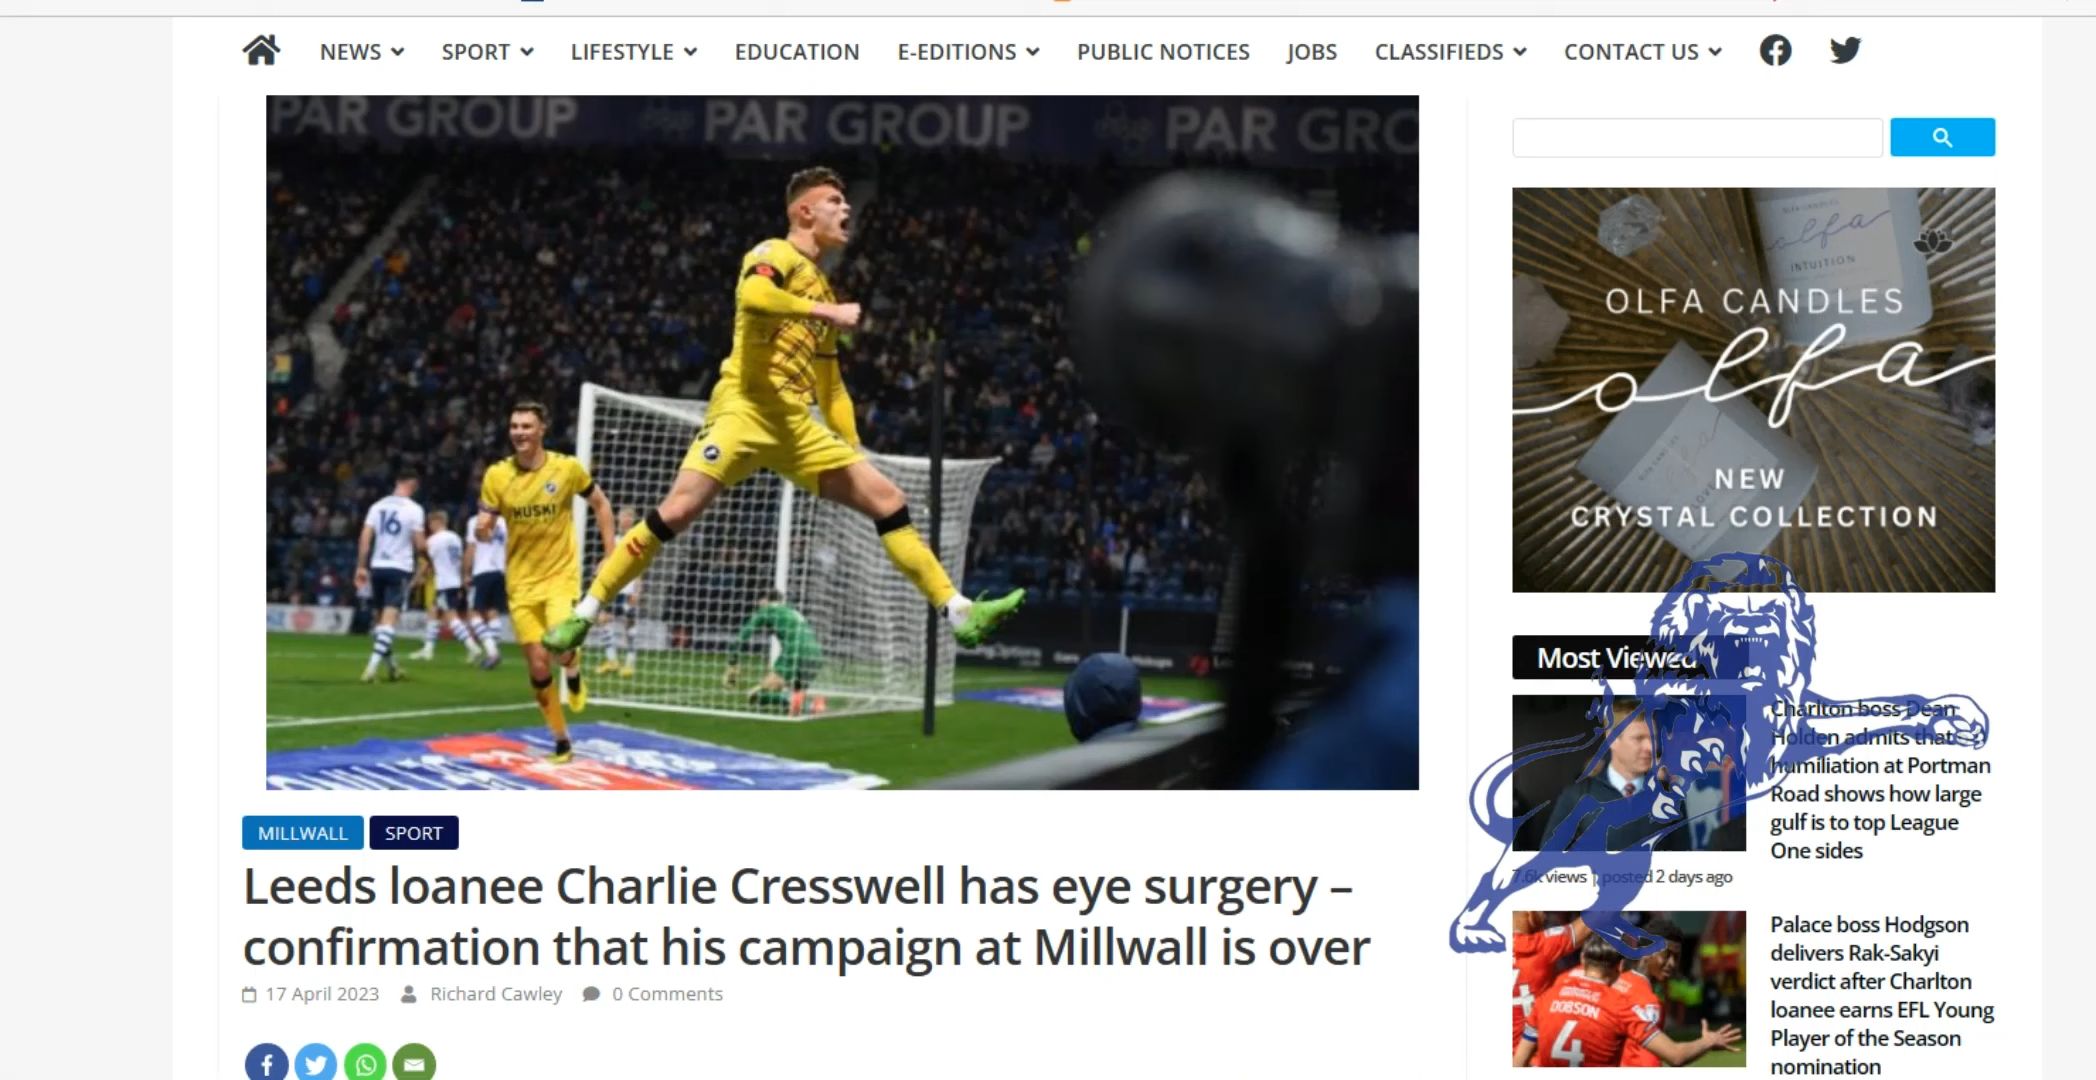 NEWS SPORT LIFESTYLE EDUCATION E-EDITIONS PUBLIC NOTICES JOBS CLASSIFIEDS CONTACT US
PAR GROUP PAR GROUP PAR GRO
16
HUSKI
MILLWALL SPORT
Leeds loanee Charlie Cresswell has eye surgery –
confirmation that his campaign at Millwall is over
17 April 2023 Richard Cawley 0 Comments
olfa
INTUITION
OLFA CANDLES
olfa
NEW
CRYSTAL COLLECTION
Most Viewed
Charlton boss Dean
Holden admits that
humiliation at Portman
Road shows how large
gulf is to top League
One sides
7.6k views | posted 2 days ago
DOBSON
4
Palace boss Hodgson
delivers Rak-Sakyi
verdict after Charlton
loanee earns EFL Young
Player of the Season
nomination